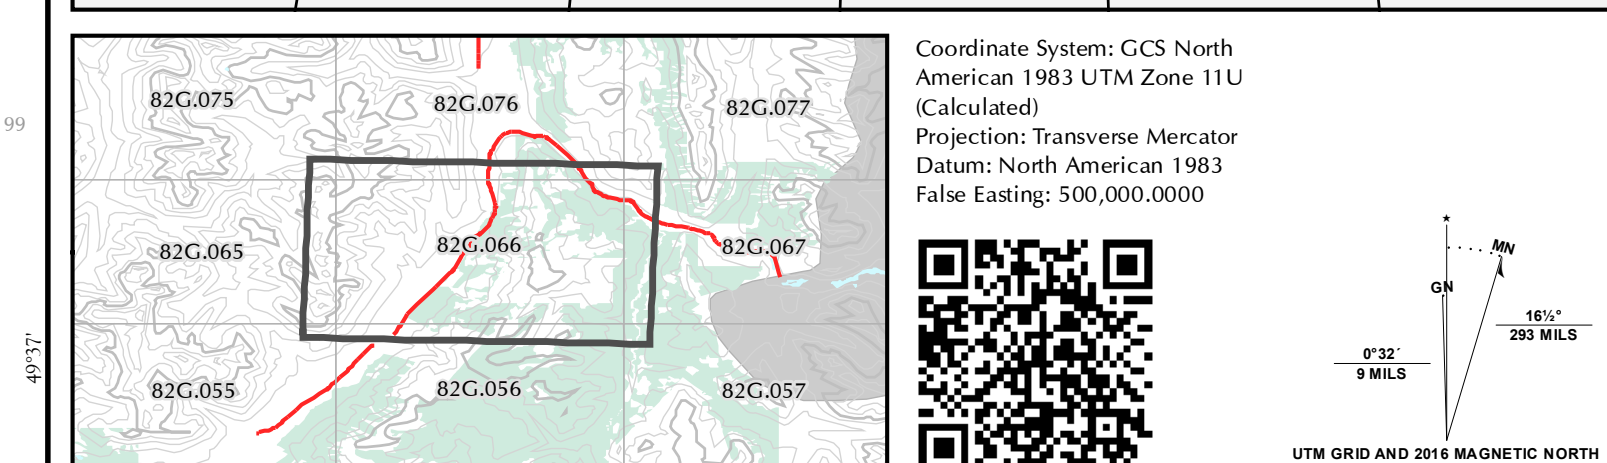 99
49°37'
82G.075
82G.076
82G.077
82G.065
82G.066
82G.067
82G.055
82G.056
82G.057
Coordinate System: GCS North
American 1983 UTM Zone 11U
(Calculated)
Projection: Transverse Mercator
Datum: North American 1983
False Easting: 500,000.0000
MN
GN
16½°
293 MILS
0°32´
9 MILS
UTM GRID AND 2016 MAGNETIC NORTH